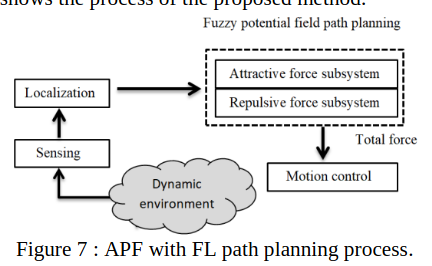 shows the process of the proposed method.
Fuzzy potential field path planning
Attractive force subsystem
Repulsive force subsystem
Localization
Total force
Sensing
Motion control
Dynamic
environment
Figure 7 : APF with FL path planning process.